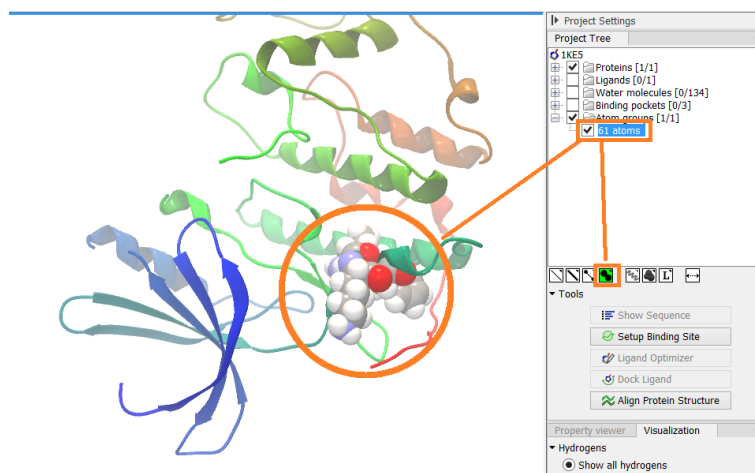 Project Settings
Project Tree
1KE5
Proteins [1/1]
Ligands [0/1]
Water molecules [0/134]
Binding pockets [0/3]
Atom groups [1/1]
61 atoms
L
Tools
Show Sequence
Setup Binding Site
Ligand Optimizer
Dock Ligand
Align Protein Structure
Property viewer Visualization
Hydrogens
Show all hydrogens